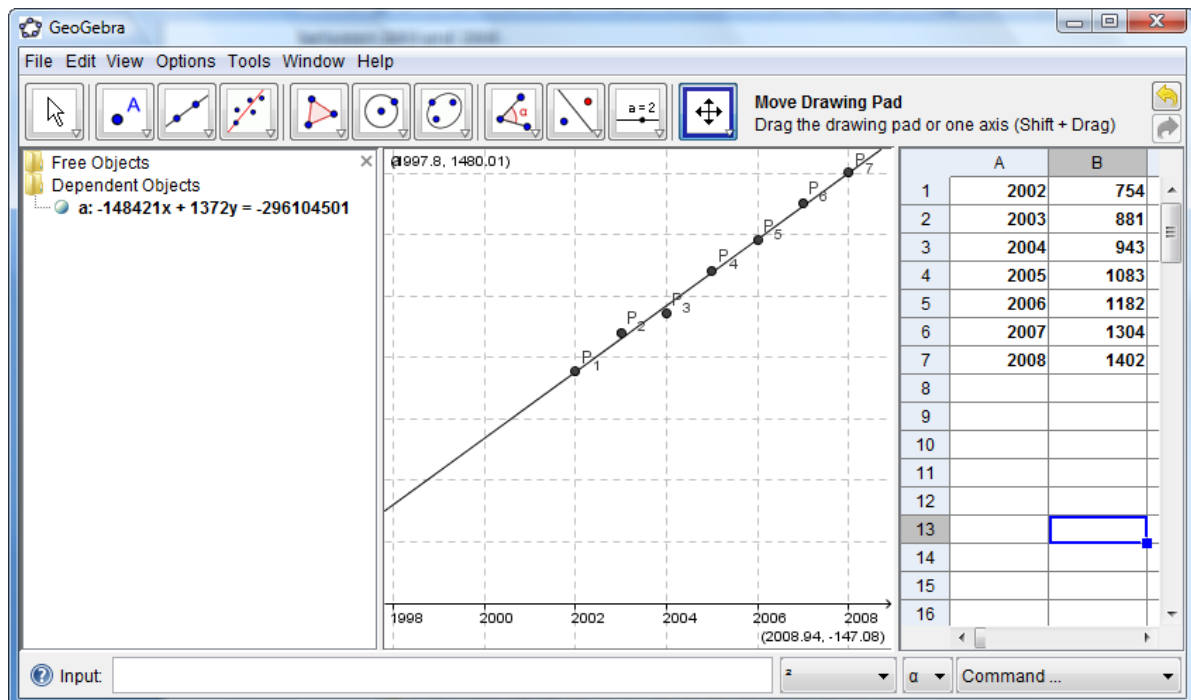 GeoGebra
File Edit View Options Tools Window Help
A
α
a = 2
Move Drawing Pad
Drag the drawing pad or one axis (Shift + Drag)
Free Objects
Dependent Objects
a: -148421x + 1372y = -296104501
(1997.8, 1480.01)
P7
P6
P5
P4
P3
P2
P1
1998 2000 2002 2004 2006 2008
(2008.94, -147.08)
A B
1 2002 754
2 2003 881
3 2004 943
4 2005 1083
5 2006 1182
6 2007 1304
7 2008 1402
8
9
10
11
12
13
14
15
16
Input: ² α Command ...